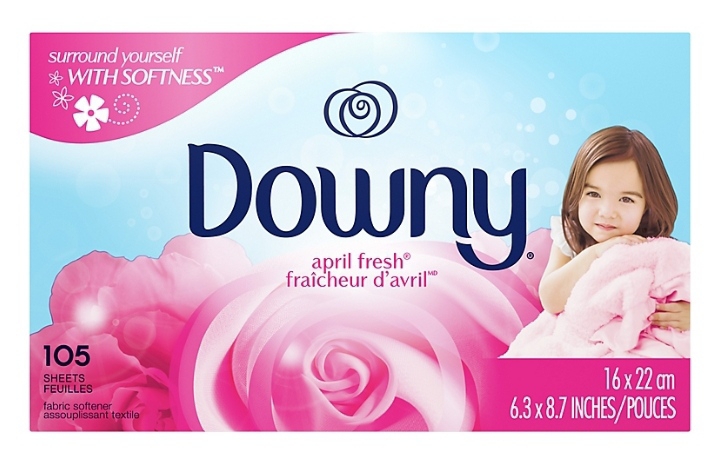 surround yourself
WITH SOFTNESS™
Downy®
april fresh®
fraîcheur d'avril MD
105
SHEETS
FEUILLES
fabric softener
assouplissant textile
16 x 22 cm
6.3 x 8.7 INCHES/POUCES